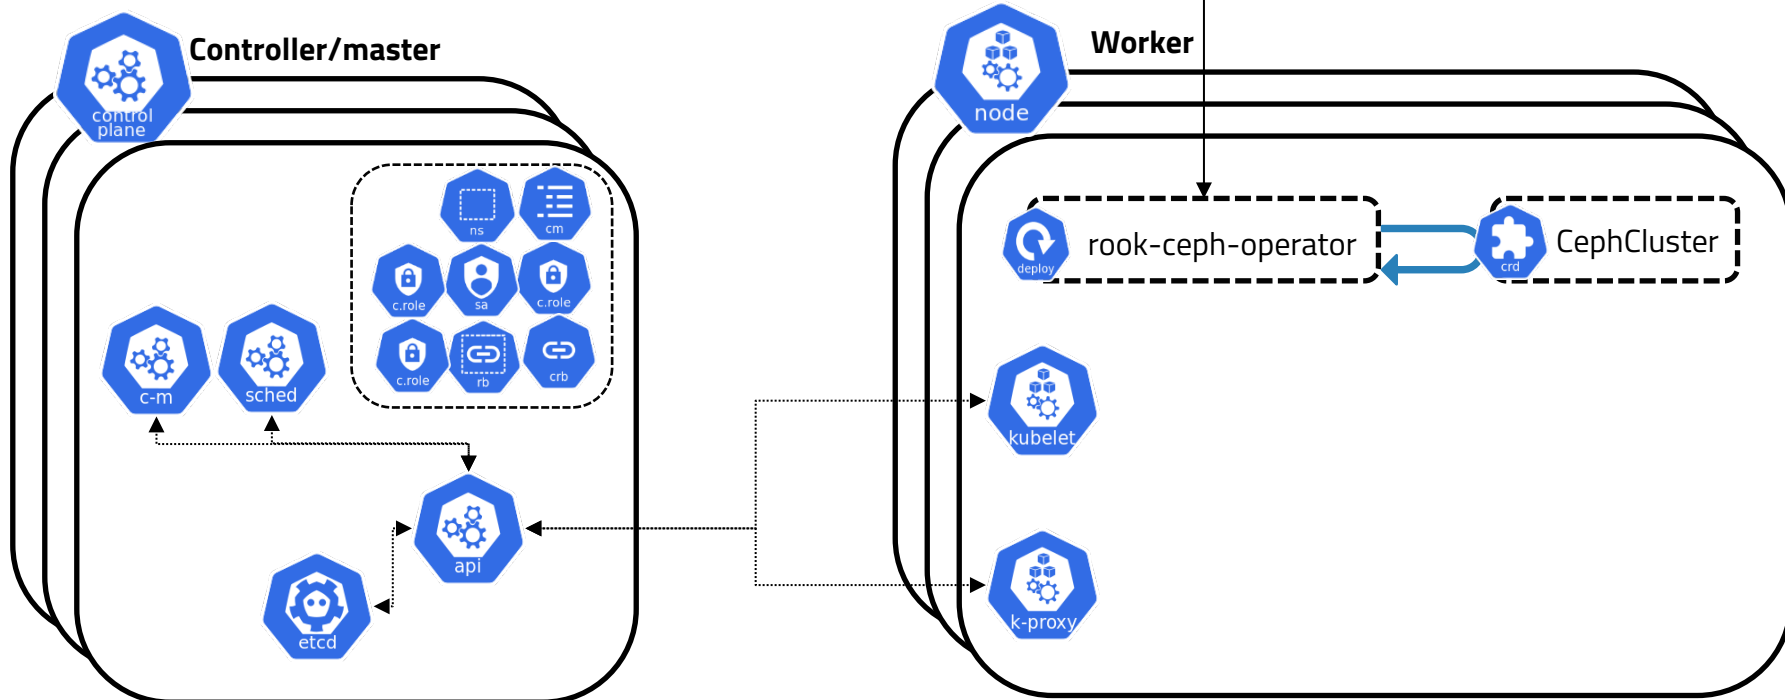 Controller/master
control
plane
ns
cm
c.role
sa
c.role
c.role
rb
crb
c-m
sched
api
etcd
Worker
node
deploy
rook-ceph-operator
crd
CephCluster
kubelet
k-proxy